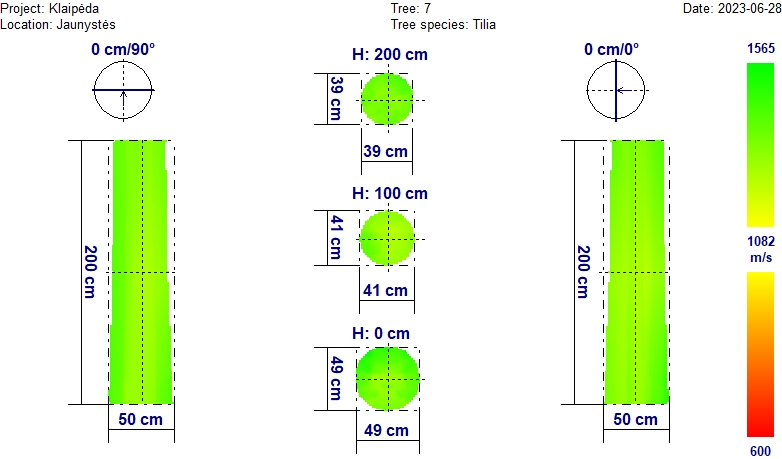 Project: Klaipėda
Tree: 7
Date: 2023-06-28
Location: Jaunystės
Tree species: Tilia
0 cm/90°
H: 200 cm
0 cm/0°
1565
39 cm
39 cm
H: 100 cm
41 cm
41 cm
200 cm
200 cm
1082
m/s
H: 0 cm
49 cm
49 cm
50 cm
50 cm
600